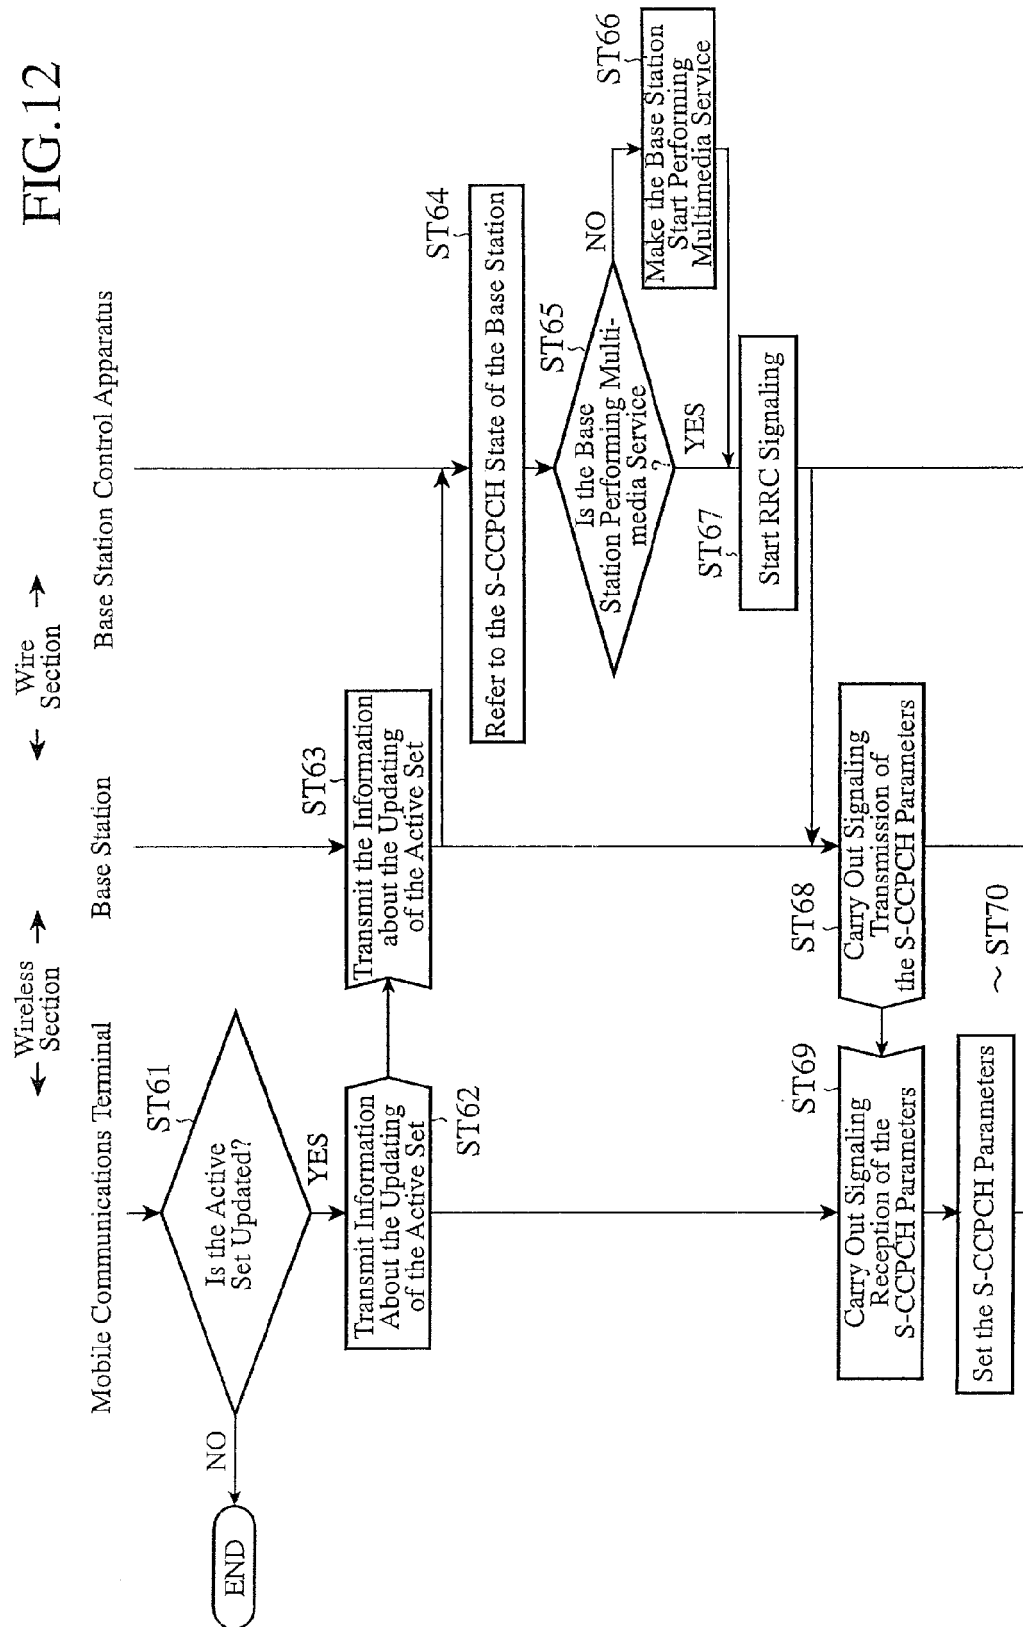 FIG.12
Wireless
Section
Wire
Section
Mobile Communications Terminal
Base Station
Base Station Control Apparatus
ST61
Is the Active
Set Updated?
NO
END
YES
Transmit Information
About the Updating
of the Active Set
ST62
ST63
Transmit the Information
about the Updating
of the Active Set
ST64
Refer to the S-CCPCH State of the Base Station
ST65
Is the Base
Station Performing Multi-
media Service
?
NO
ST66
Make the Base Station
Start Performing
Multimedia Service
YES
ST67
Start RRC Signaling
ST68
Carry Out Signaling
Transmission of
the S-CCPCH Parameters
ST69
Carry Out Signaling
Reception of the
S-CCPCH Parameters
Set the S-CCPCH Parameters
~ ST70